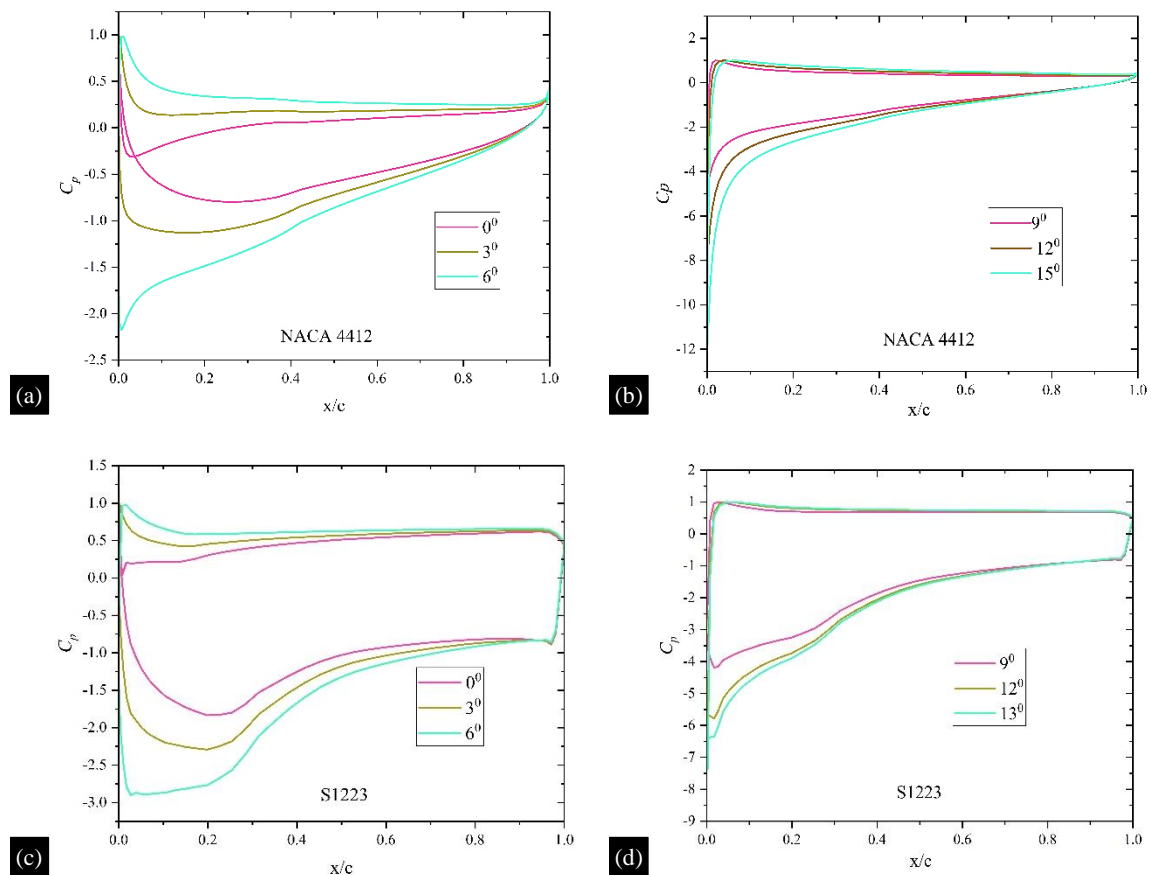 1.0
0.5
0.0
-0.5
-1.0
-1.5
-2.0
-2.5
Cp
0.0 0.2 0.4 0.6 0.8 1.0
x/c
0⁰
3⁰
6⁰
NACA 4412
(a)
2
0
-2
-4
-6
-8
-10
-12
Cp
0.0 0.2 0.4 0.6 0.8 1.0
x/c
9⁰
12⁰
15⁰
NACA 4412
(b)
1.5
1.0
0.5
0.0
-0.5
-1.0
-1.5
-2.0
-2.5
-3.0
Cp
0.0 0.2 0.4 0.6 0.8 1.0
x/c
0⁰
3⁰
6⁰
S1223
(c)
2
1
0
-1
-2
-3
-4
-5
-6
-7
-8
-9
Cp
0.0 0.2 0.4 0.6 0.8 1.0
x/c
9⁰
12⁰
13⁰
S1223
(d)